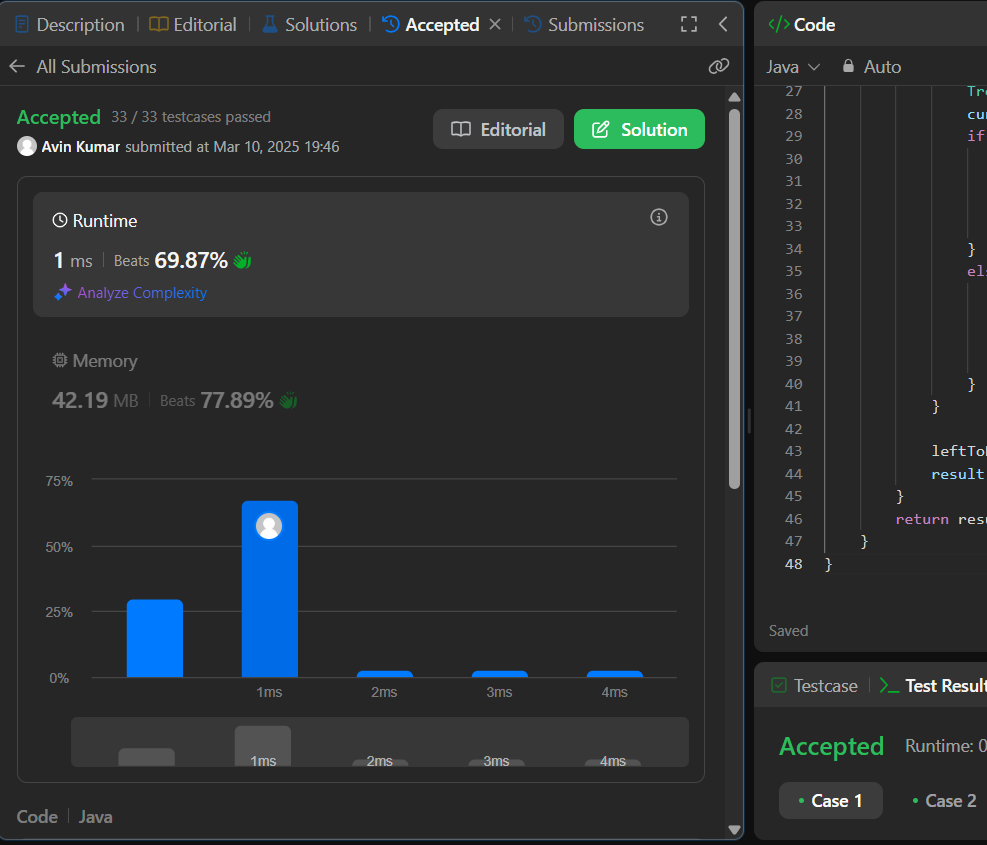 Description Editorial Solutions Accepted Submissions
All Submissions
Accepted 33 / 33 testcases passed
Avin Kumar submitted at Mar 10, 2025 19:46
Editorial Solution
Runtime
1 ms Beats 69.87%
Analyze Complexity
Memory
42.19 MB Beats 77.89%
75%
50%
25%
0%
1ms 2ms 3ms 4ms
1ms 2ms 3ms 4ms
Code Java
</> Code
Java Auto
27
28
29 if
30
31
32
33
34 }
35
36
37
38
39
40 }
41 }
42
43
44 result
45 }
46 return
47 }
48 }
Saved
Testcase Test Result
Accepted Runtime: 0
Case 1 Case 2